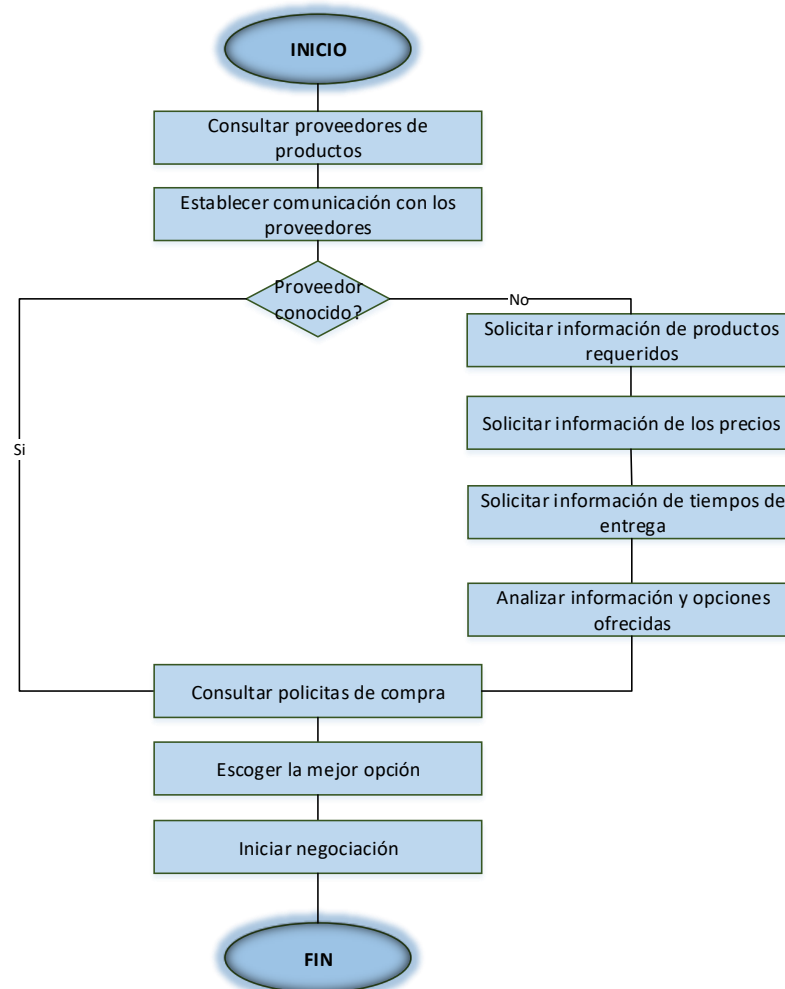 INICIO
Consultar proveedores de
productos
Establecer comunicación con los
proveedores
Proveedor
conocido?
No
Solicitar información de productos
requeridos
Solicitar información de los precios
Si
Solicitar información de tiempos de
entrega
Analizar información y opciones
ofrecidas
Consultar policitas de compra
Escoger la mejor opción
Iniciar negociación
FIN